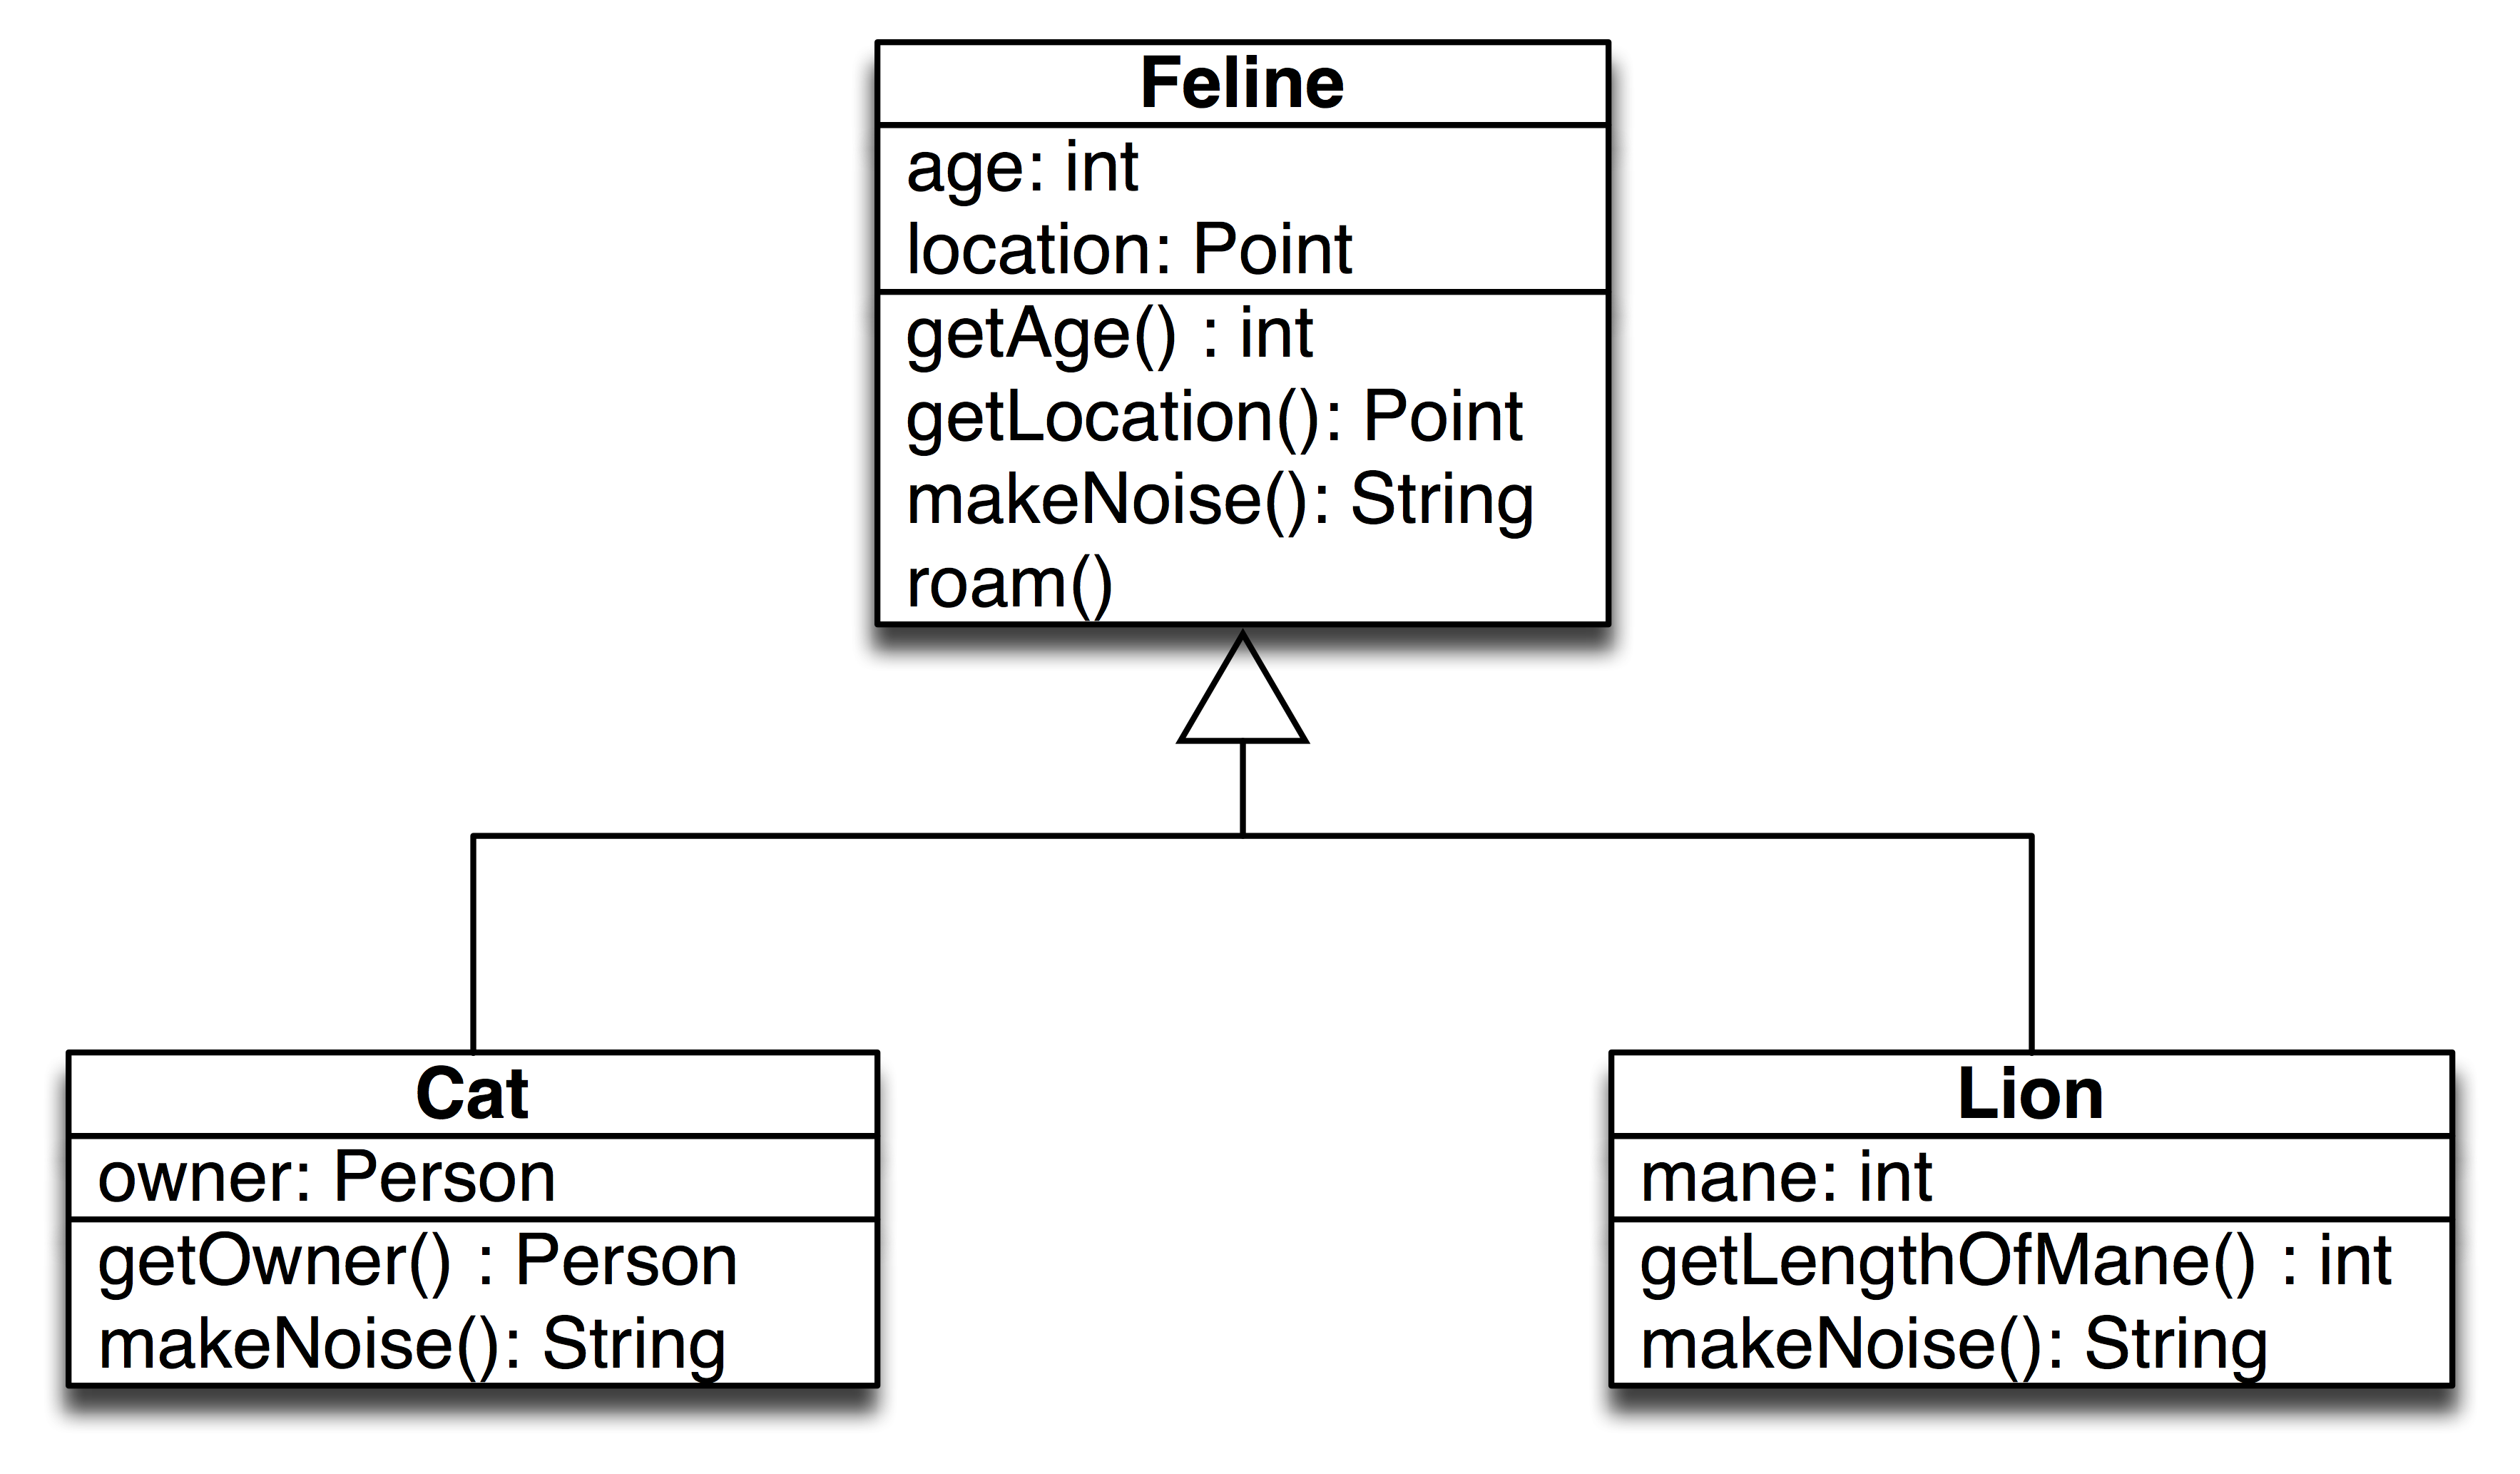 Feline
age: int
location: Point
getAge() : int
getLocation(): Point
makeNoise(): String
roam()
Cat
owner: Person
getOwner() : Person
makeNoise(): String
Lion
mane: int
getLengthOfMane() : int
makeNoise(): String